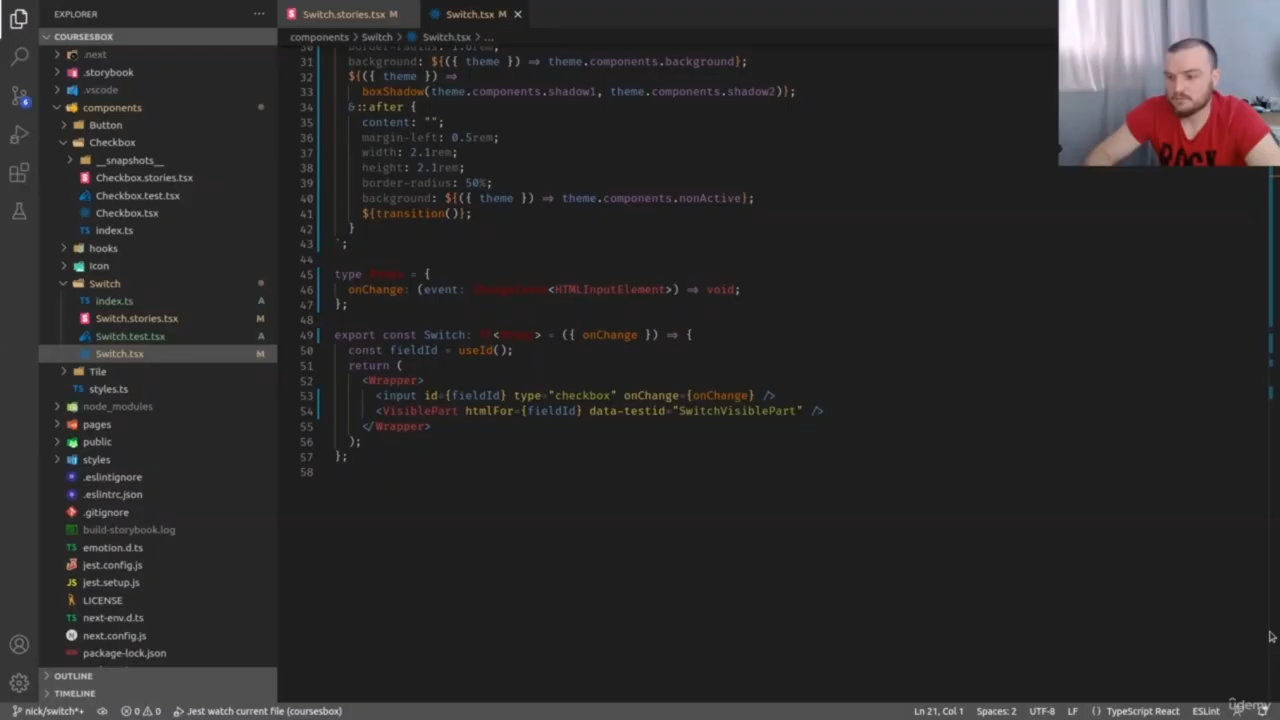 EXPLORER
COURSESBOX
.next
.storybook
.vscode
components
Button
Checkbox
__snapshots__
Checkbox.stories.tsx
Checkbox.test.tsx
Checkbox.tsx
index.ts
hooks
Icon
Switch
index.ts A
Switch.stories.tsx M
Switch.test.tsx A
Switch.tsx M
Tile
styles.ts
node_modules
pages
public
styles
.eslintignore
.eslintrc.json
.gitignore
build-storybook.log
emotion.d.ts
jest.config.js
jest.setup.js
LICENSE
next-env.d.ts
next.config.js
package-lock.json
OUTLINE
TIMELINE
Switch.stories.tsx M Switch.tsx M
components > Switch > Switch.tsx > ...
31 background: ${({ theme }) => theme.components.background};
32 ${({ theme }) =>
33 boxShadow(theme.components.shadow1, theme.components.shadow2)};
34 &::after {
35 content: "";
36 margin-left: 0.5rem;
37 width: 2.1rem;
38 height: 2.1rem;
39 border-radius: 50%;
40 background: ${({ theme }) => theme.components.nonActive};
41 ${transition()};
42 }
43 `;
44
45 type = {
46 onChange: (event: <HTMLInputElement>) => void;
47 };
48
49 export const Switch: < > = ({ onChange }) => {
50 const fieldId = useId();
51 return (
52 <Wrapper>
53 <input id={fieldId} type="checkbox" onChange={onChange} />
54 <VisiblePart htmlFor={fieldId} data-testid="SwitchVisiblePart" />
55 </Wrapper>
56 );
57 };
58
6
ROCK
nick/switch*+ 0 0 Jest watch current file (coursesbox) Ln 21, Col 1 Spaces: 2 UTF-8 LF TypeScript React ESLint
udemy